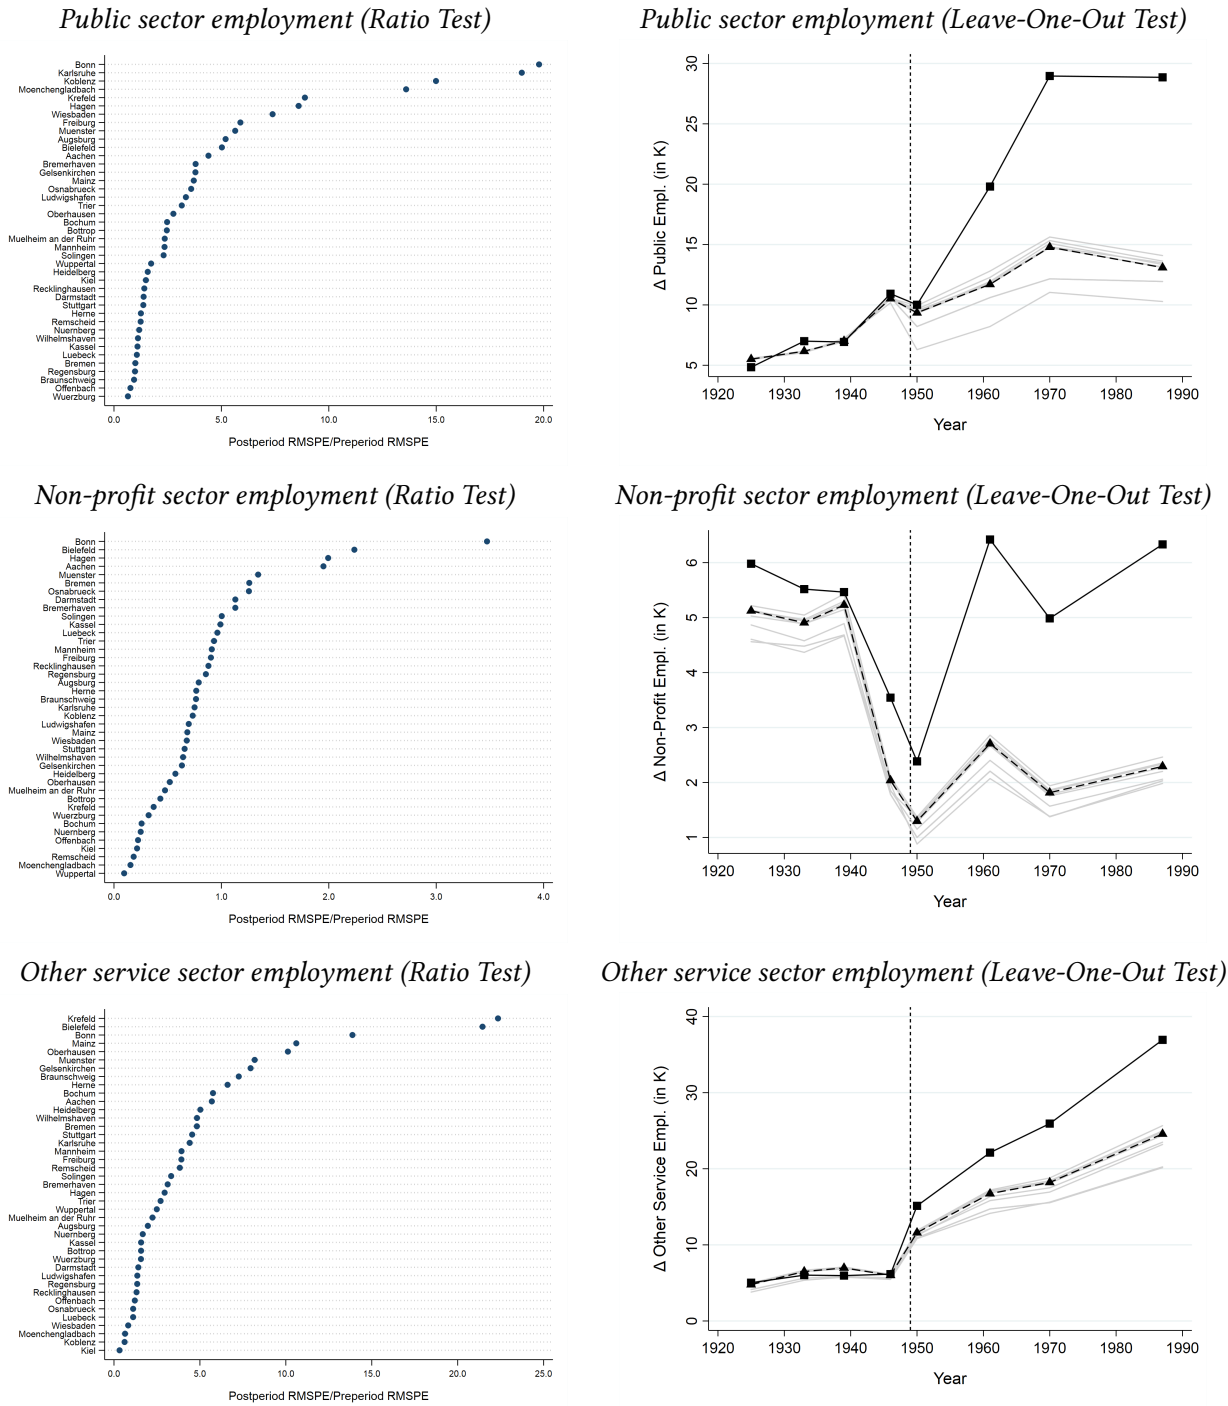 Public sector employment (Ratio Test)
Bonn
Karlsruhe
Koblenz
Moenchengladbach
Krefeld
Hagen
Wiesbaden
Freiburg
Muenster
Augsburg
Bielefeld
Aachen
Bremerhaven
Gelsenkirchen
Mainz
Osnabrueck
Ludwigshafen
Trier
Oberhausen
Bochum
Bottrop
Muelheim an der Ruhr
Mannheim
Solingen
Wuppertal
Heidelberg
Kiel
Recklinghausen
Darmstadt
Stuttgart
Herne
Remscheid
Nuernberg
Wilhelmshaven
Kassel
Luebeck
Bremen
Regensburg
Braunschweig
Offenbach
Wuerzburg
0.0 5.0 10.0 15.0 20.0
Postperiod RMSPE/Preperiod RMSPE
Public sector employment (Leave-One-Out Test)
Δ Public Empl. (in K)
30
25
20
15
10
5
1920 1930 1940 1950 1960 1970 1980 1990
Year
Non-profit sector employment (Ratio Test)
Bonn
Bielefeld
Hagen
Aachen
Muenster
Bremen
Osnabrueck
Darmstadt
Bremerhaven
Solingen
Kassel
Luebeck
Trier
Mannheim
Freiburg
Recklinghausen
Regensburg
Augsburg
Herne
Braunschweig
Karlsruhe
Koblenz
Ludwigshafen
Mainz
Wiesbaden
Stuttgart
Wilhelmshaven
Gelsenkirchen
Heidelberg
Oberhausen
Muelheim an der Ruhr
Bottrop
Krefeld
Wuerzburg
Bochum
Nuernberg
Offenbach
Kiel
Remscheid
Moenchengladbach
Wuppertal
0.0 1.0 2.0 3.0 4.0
Postperiod RMSPE/Preperiod RMSPE
Non-profit sector employment (Leave-One-Out Test)
Δ Non-Profit Empl. (in K)
6
5
4
3
2
1
1920 1930 1940 1950 1960 1970 1980 1990
Year
Other service sector employment (Ratio Test)
Krefeld
Bielefeld
Bonn
Mainz
Oberhausen
Muenster
Gelsenkirchen
Braunschweig
Herne
Bochum
Aachen
Heidelberg
Wilhelmshaven
Bremen
Stuttgart
Karlsruhe
Mannheim
Freiburg
Remscheid
Solingen
Bremerhaven
Hagen
Trier
Wuppertal
Muelheim an der Ruhr
Augsburg
Nuernberg
Kassel
Bottrop
Wuerzburg
Darmstadt
Ludwigshafen
Regensburg
Recklinghausen
Offenbach
Osnabrueck
Luebeck
Wiesbaden
Moenchengladbach
Koblenz
Kiel
0.0 5.0 10.0 15.0 20.0 25.0
Postperiod RMSPE/Preperiod RMSPE
Other service sector employment (Leave-One-Out Test)
Δ Other Service Empl. (in K)
40
30
20
10
0
1920 1930 1940 1950 1960 1970 1980 1990
Year